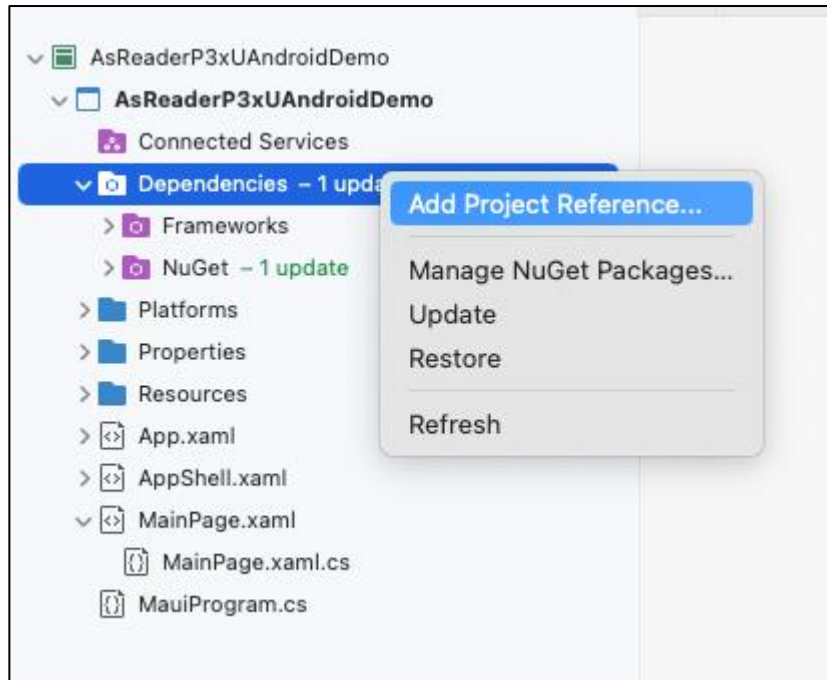 AsReaderP3xUAndroidDemo
AsReaderP3xUAndroidDemo
Connected Services
Dependencies – 1 upda
Add Project Reference...
Frameworks
Manage NuGet Packages...
NuGet – 1 update
Update
Platforms
Restore
Properties
Resources
Refresh
App.xaml
AppShell.xaml
MainPage.xaml
MainPage.xaml.cs
MauiProgram.cs